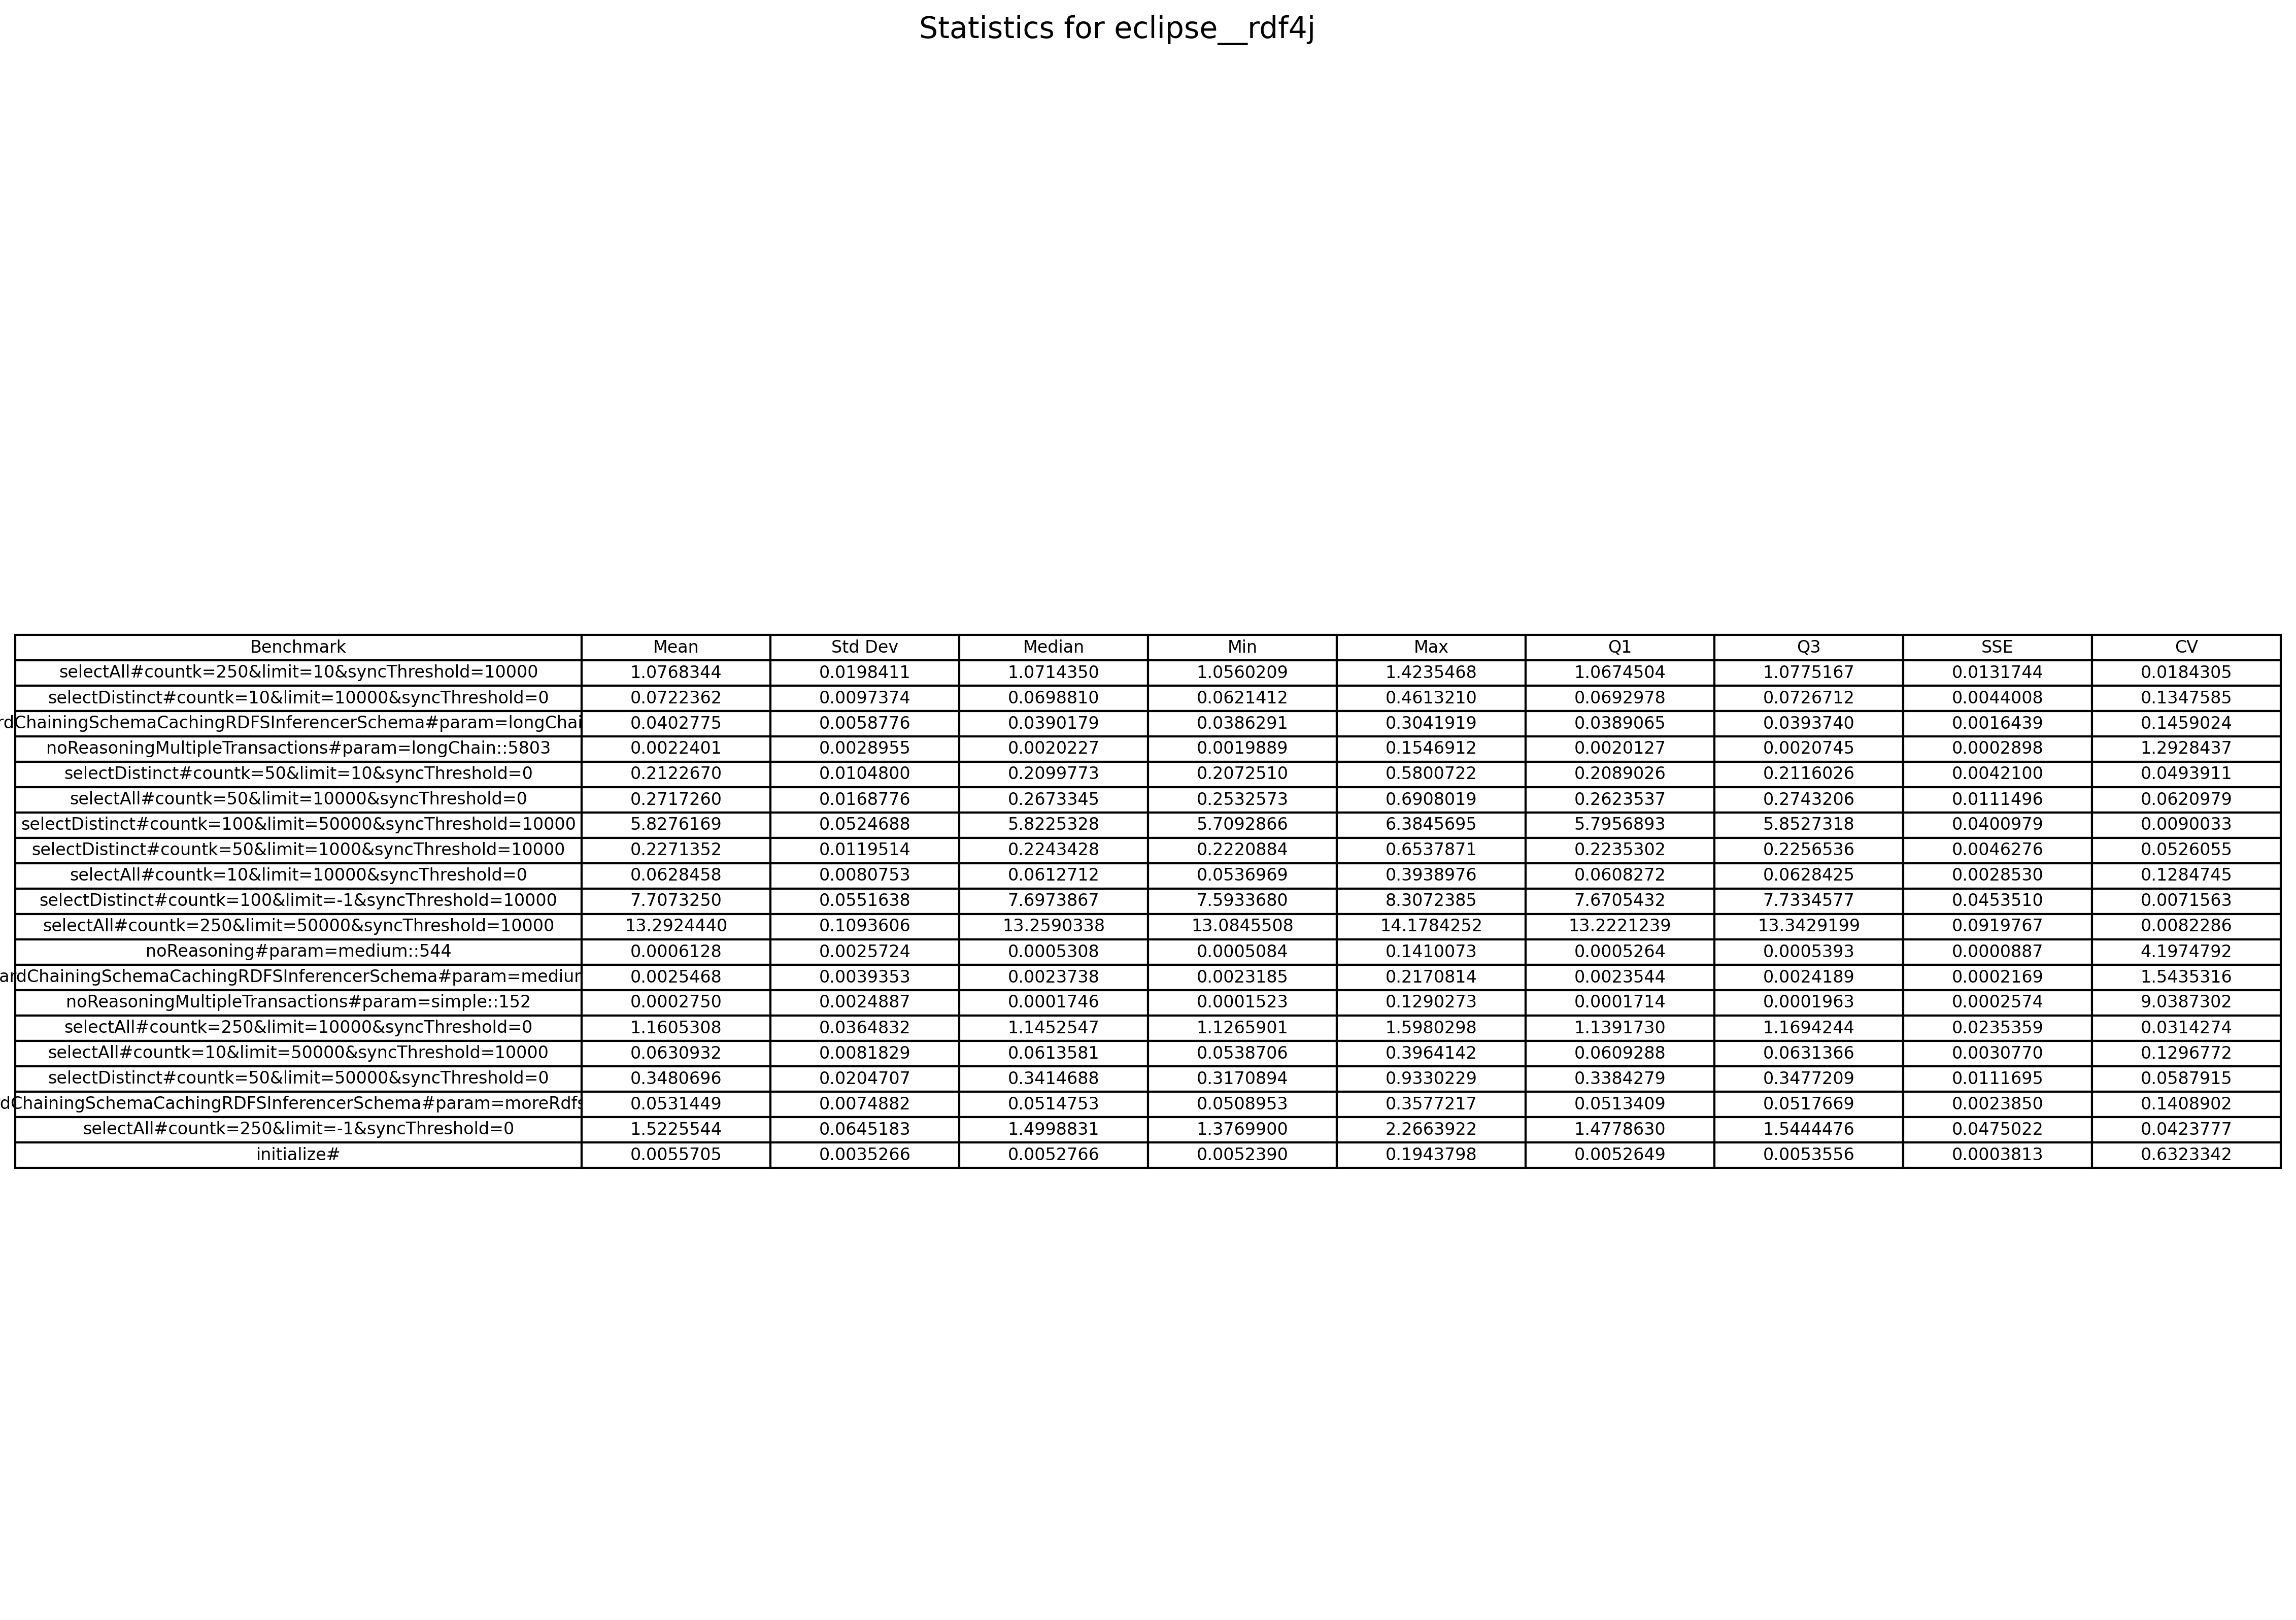 Statistics for eclipse__rdf4j
Benchmark Mean Std Dev Median Min Max Q1 Q3 SSE CV
selectAll#countk=250&limit=10&syncThreshold=10000 1.0768344 0.0198411 1.0714350 1.0560209 1.4235468 1.0674504 1.0775167 0.0131744 0.0184305
selectDistinct#countk=10&limit=10000&syncThreshold=0 0.0722362 0.0097374 0.0698810 0.0621412 0.4613210 0.0692978 0.0726712 0.0044008 0.1347585
rdChainingSchemaCachingRDFSInferencerSchema#param=longChai 0.0402775 0.0058776 0.0390179 0.0386291 0.3041919 0.0389065 0.0393740 0.0016439 0.1459024
noReasoningMultipleTransactions#param=longChain::5803 0.0022401 0.0028955 0.0020227 0.0019889 0.1546912 0.0020127 0.0020745 0.0002898 1.2928437
selectDistinct#countk=50&limit=10&syncThreshold=0 0.2122670 0.0104800 0.2099773 0.2072510 0.5800722 0.2089026 0.2116026 0.0042100 0.0493911
selectAll#countk=50&limit=10000&syncThreshold=0 0.2717260 0.0168776 0.2673345 0.2532573 0.6908019 0.2623537 0.2743206 0.0111496 0.0620979
selectDistinct#countk=100&limit=50000&syncThreshold=10000 5.8276169 0.0524688 5.8225328 5.7092866 6.3845695 5.7956893 5.8527318 0.0400979 0.0090033
selectDistinct#countk=50&limit=1000&syncThreshold=10000 0.2271352 0.0119514 0.2243428 0.2220884 0.6537871 0.2235302 0.2256536 0.0046276 0.0526055
selectAll#countk=10&limit=10000&syncThreshold=0 0.0628458 0.0080753 0.0612712 0.0536969 0.3938976 0.0608272 0.0628425 0.0028530 0.1284745
selectDistinct#countk=100&limit=-1&syncThreshold=10000 7.7073250 0.0551638 7.6973867 7.5933680 8.3072385 7.6705432 7.7334577 0.0453510 0.0071563
selectAll#countk=250&limit=50000&syncThreshold=10000 13.2924440 0.1093606 13.2590338 13.0845508 14.1784252 13.2221239 13.3429199 0.0919767 0.0082286
noReasoning#param=medium::544 0.0006128 0.0025724 0.0005308 0.0005084 0.1410073 0.0005264 0.0005393 0.0000887 4.1974792
ardChainingSchemaCachingRDFSInferencerSchema#param=mediur 0.0025468 0.0039353 0.0023738 0.0023185 0.2170814 0.0023544 0.0024189 0.0002169 1.5435316
noReasoningMultipleTransactions#param=simple::152 0.0002750 0.0024887 0.0001746 0.0001523 0.1290273 0.0001714 0.0001963 0.0002574 9.0387302
selectAll#countk=250&limit=10000&syncThreshold=0 1.1605308 0.0364832 1.1452547 1.1265901 1.5980298 1.1391730 1.1694244 0.0235359 0.0314274
selectAll#countk=10&limit=50000&syncThreshold=10000 0.0630932 0.0081829 0.0613581 0.0538706 0.3964142 0.0609288 0.0631366 0.0030770 0.1296772
selectDistinct#countk=50&limit=50000&syncThreshold=0 0.3480696 0.0204707 0.3414688 0.3170894 0.9330229 0.3384279 0.3477209 0.0111695 0.0587915
rdChainingSchemaCachingRDFSInferencerSchema#param=moreRdfs 0.0531449 0.0074882 0.0514753 0.0508953 0.3577217 0.0513409 0.0517669 0.0023850 0.1408902
selectAll#countk=250&limit=-1&syncThreshold=0 1.5225544 0.0645183 1.4998831 1.3769900 2.2663922 1.4778630 1.5444476 0.0475022 0.0423777
initialize# 0.0055705 0.0035266 0.0052766 0.0052390 0.1943798 0.0052649 0.0053556 0.0003813 0.6323342